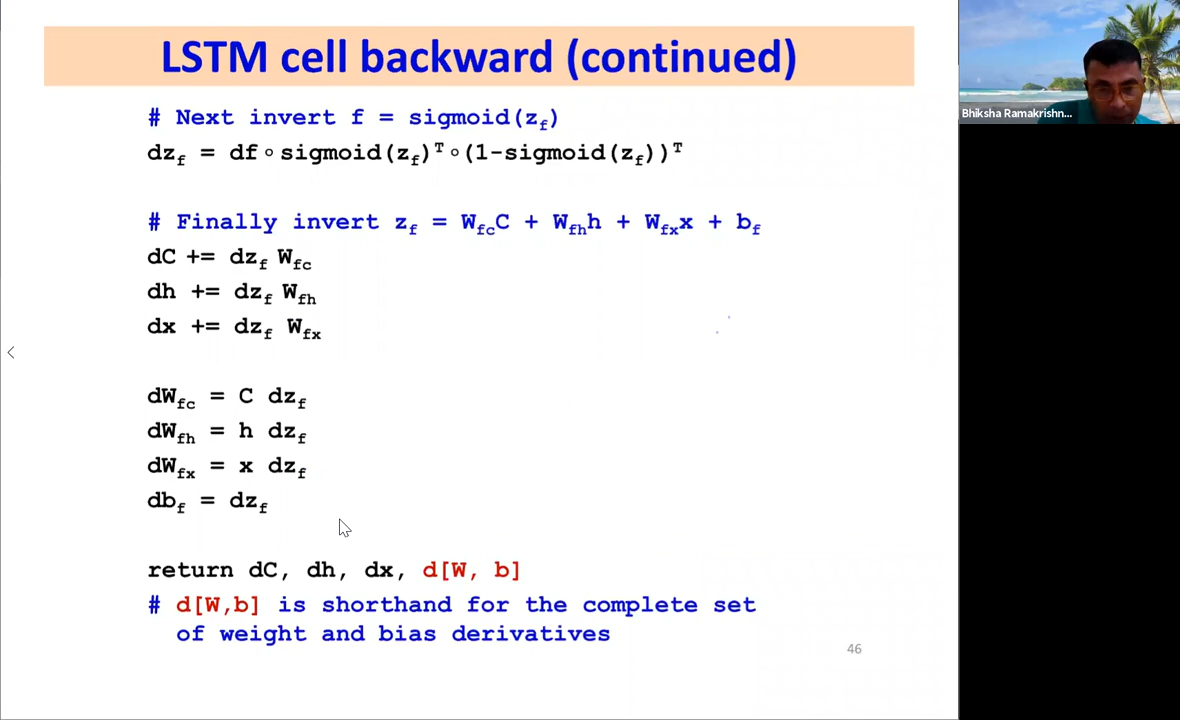 LSTM cell backward (continued)
# Next invert f = sigmoid(z_f)
dz_f = df ∘ sigmoid(z_f)ᵀ ∘ (1-sigmoid(z_f))ᵀ
# Finally invert z_f = W_fcC + W_fhh + W_fxx + b_f
dC += dz_f W_fc
dh += dz_f W_fh
dx += dz_f W_fx
dW_fc = C dz_f
dW_fh = h dz_f
dW_fx = x dz_f
db_f = dz_f
return dC, dh, dx, d[W, b]
# d[W,b] is shorthand for the complete set
of weight and bias derivatives
46
Bhiksha Ramakrishn...